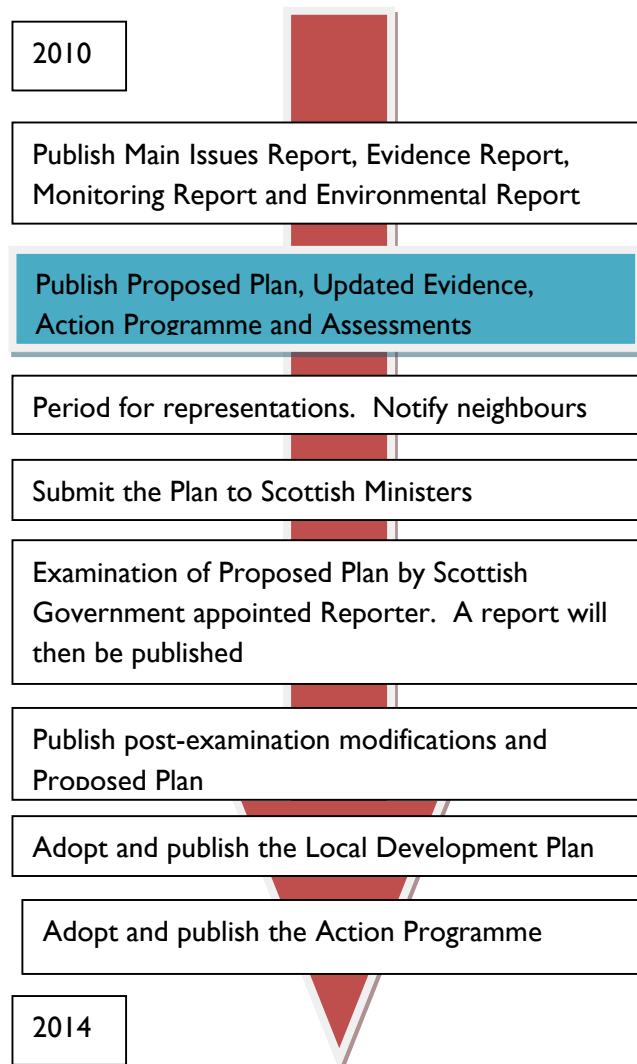 2010
Publish Main Issues Report, Evidence Report,
Monitoring Report and Environmental Report
Publish Proposed Plan, Updated Evidence,
Action Programme and Assessments
Period for representations.  Notify neighbours
Submit the Plan to Scottish Ministers
Examination of Proposed Plan by Scottish
Government appointed Reporter.  A report will
then be published
Publish post-examination modifications and
Proposed Plan
Adopt and publish the Local Development Plan
Adopt and publish the Action Programme
2014